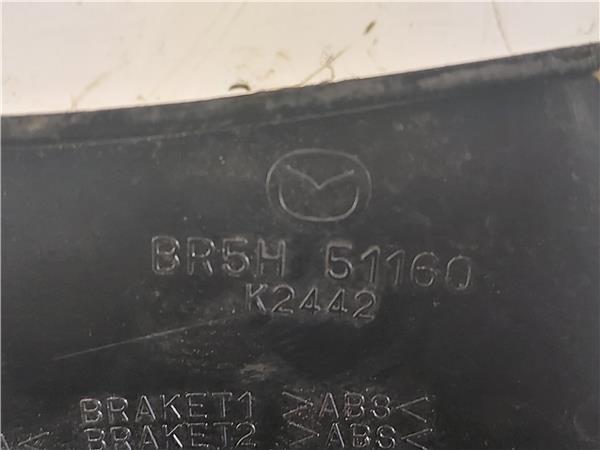 BR5H 51160
K2442
BRAKET1 >ABS<
A< BRAKET2 >ABS<